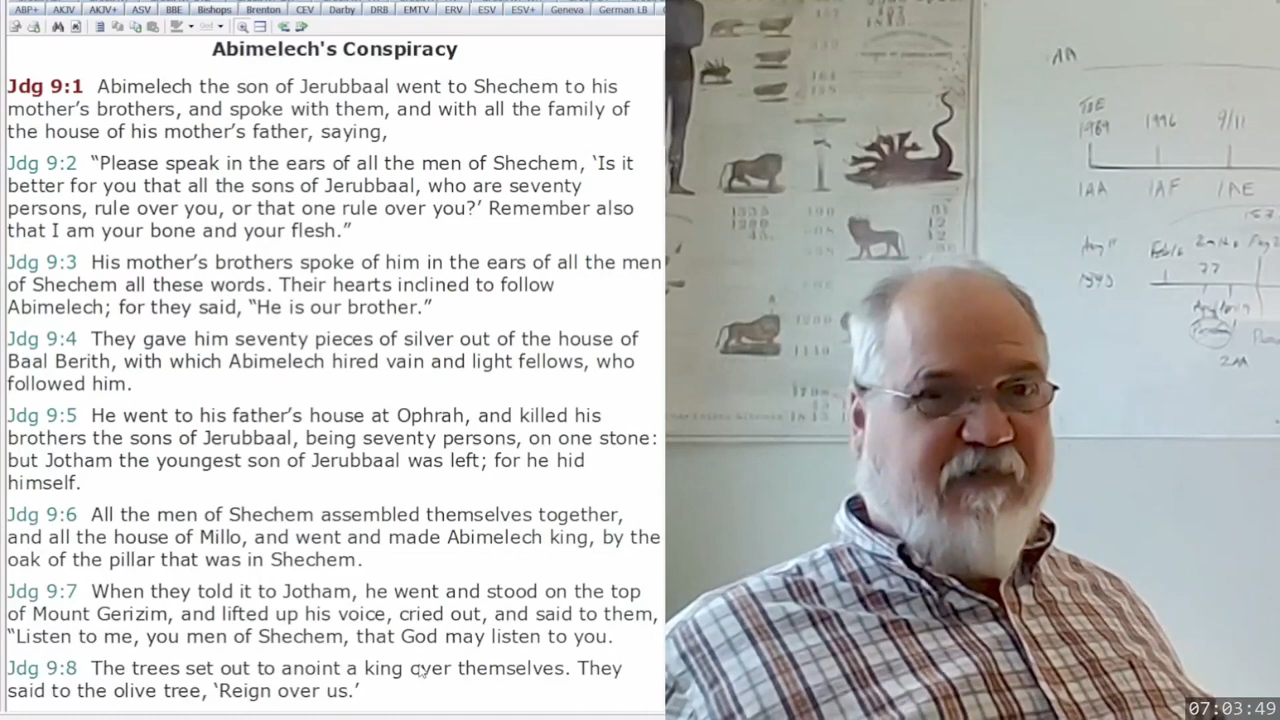 ABP+ AKJV AKJV+ ASV BBE Bishops Brenton CEV Darby DRB EMTV ERV ESV ESV+ Geneva German LB
Abimelech's Conspiracy
Jdg 9:1 Abimelech the son of Jerubbaal went to Shechem to his
mother’s brothers, and spoke with them, and with all the family of
the house of his mother’s father, saying,
Jdg 9:2 “Please speak in the ears of all the men of Shechem, ‘Is it
better for you that all the sons of Jerubbaal, who are seventy
persons, rule over you, or that one rule over you?’ Remember also
that I am your bone and your flesh.”
Jdg 9:3 His mother’s brothers spoke of him in the ears of all the men
of Shechem all these words. Their hearts inclined to follow
Abimelech; for they said, “He is our brother.”
Jdg 9:4 They gave him seventy pieces of silver out of the house of
Baal Berith, with which Abimelech hired vain and light fellows, who
followed him.
Jdg 9:5 He went to his father’s house at Ophrah, and killed his
brothers the sons of Jerubbaal, being seventy persons, on one stone:
but Jotham the youngest son of Jerubbaal was left; for he hid
himself.
Jdg 9:6 All the men of Shechem assembled themselves together,
and all the house of Millo, and went and made Abimelech king, by the
oak of the pillar that was in Shechem.
Jdg 9:7 When they told it to Jotham, he went and stood on the top
of Mount Gerizim, and lifted up his voice, cried out, and said to them,
“Listen to me, you men of Shechem, that God may listen to you.
Jdg 9:8 The trees set out to anoint a king over themselves. They
said to the olive tree, ‘Reign over us.’
AA
TOE
1989 1996 9/11
1AA 1AF 1AE
77
2AA
1335
1290
07:03:49